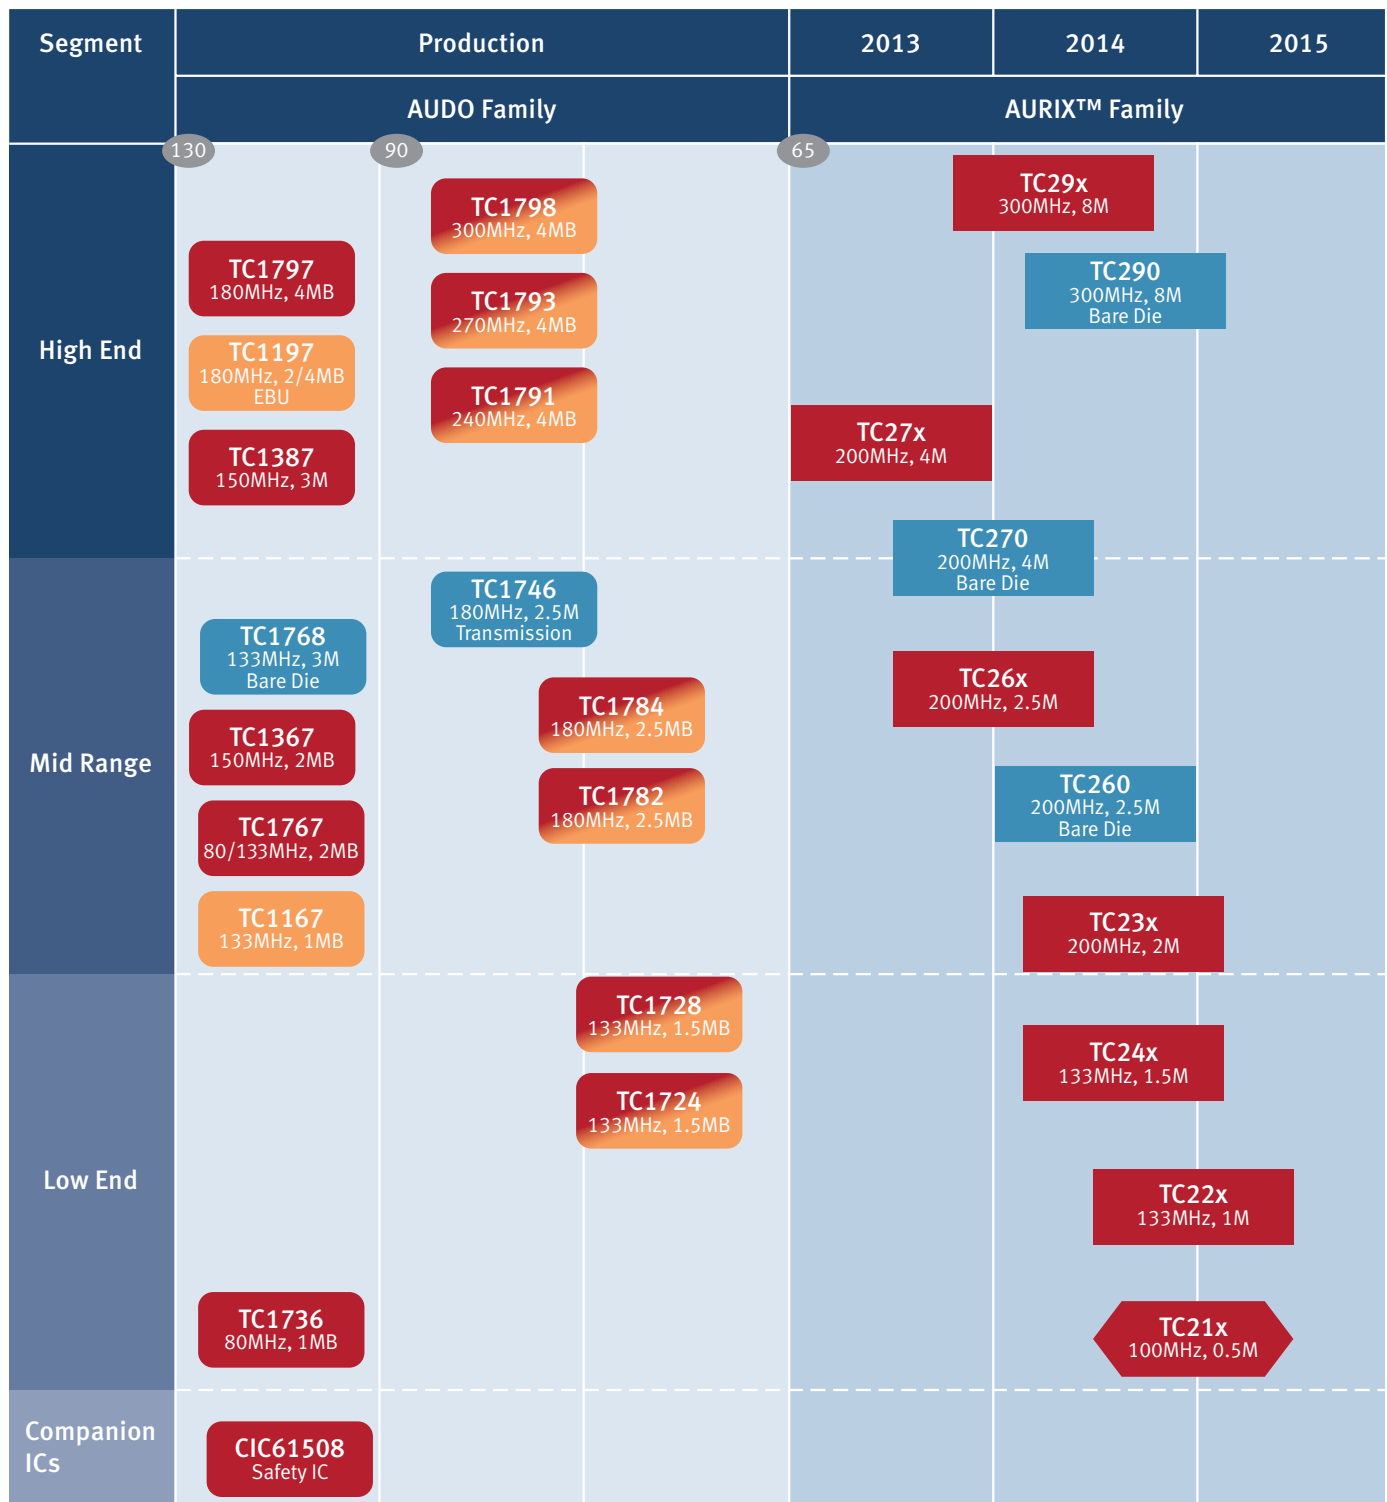 Segment
Production
2013
2014
2015
AUDO Family
AURIX™ Family
130
90
65
High End
TC1797
180MHz, 4MB
TC1197
180MHz, 2/4MB
EBU
TC1387
150MHz, 3M
TC1798
300MHz, 4MB
TC1793
270MHz, 4MB
TC1791
240MHz, 4MB
TC29x
300MHz, 8M
TC290
300MHz, 8M
Bare Die
TC27x
200MHz, 4M
TC270
200MHz, 4M
Bare Die
Mid Range
TC1768
133MHz, 3M
Bare Die
TC1367
150MHz, 2MB
TC1767
80/133MHz, 2MB
TC1167
133MHz, 1MB
TC1746
180MHz, 2.5M
Transmission
TC1784
180MHz, 2.5MB
TC1782
180MHz, 2.5MB
TC26x
200MHz, 2.5M
TC260
200MHz, 2.5M
Bare Die
TC23x
200MHz, 2M
Low End
TC1728
133MHz, 1.5MB
TC1724
133MHz, 1.5MB
TC1736
80MHz, 1MB
TC24x
133MHz, 1.5M
TC22x
133MHz, 1M
TC21x
100MHz, 0.5M
Companion
ICs
CIC61508
Safety IC